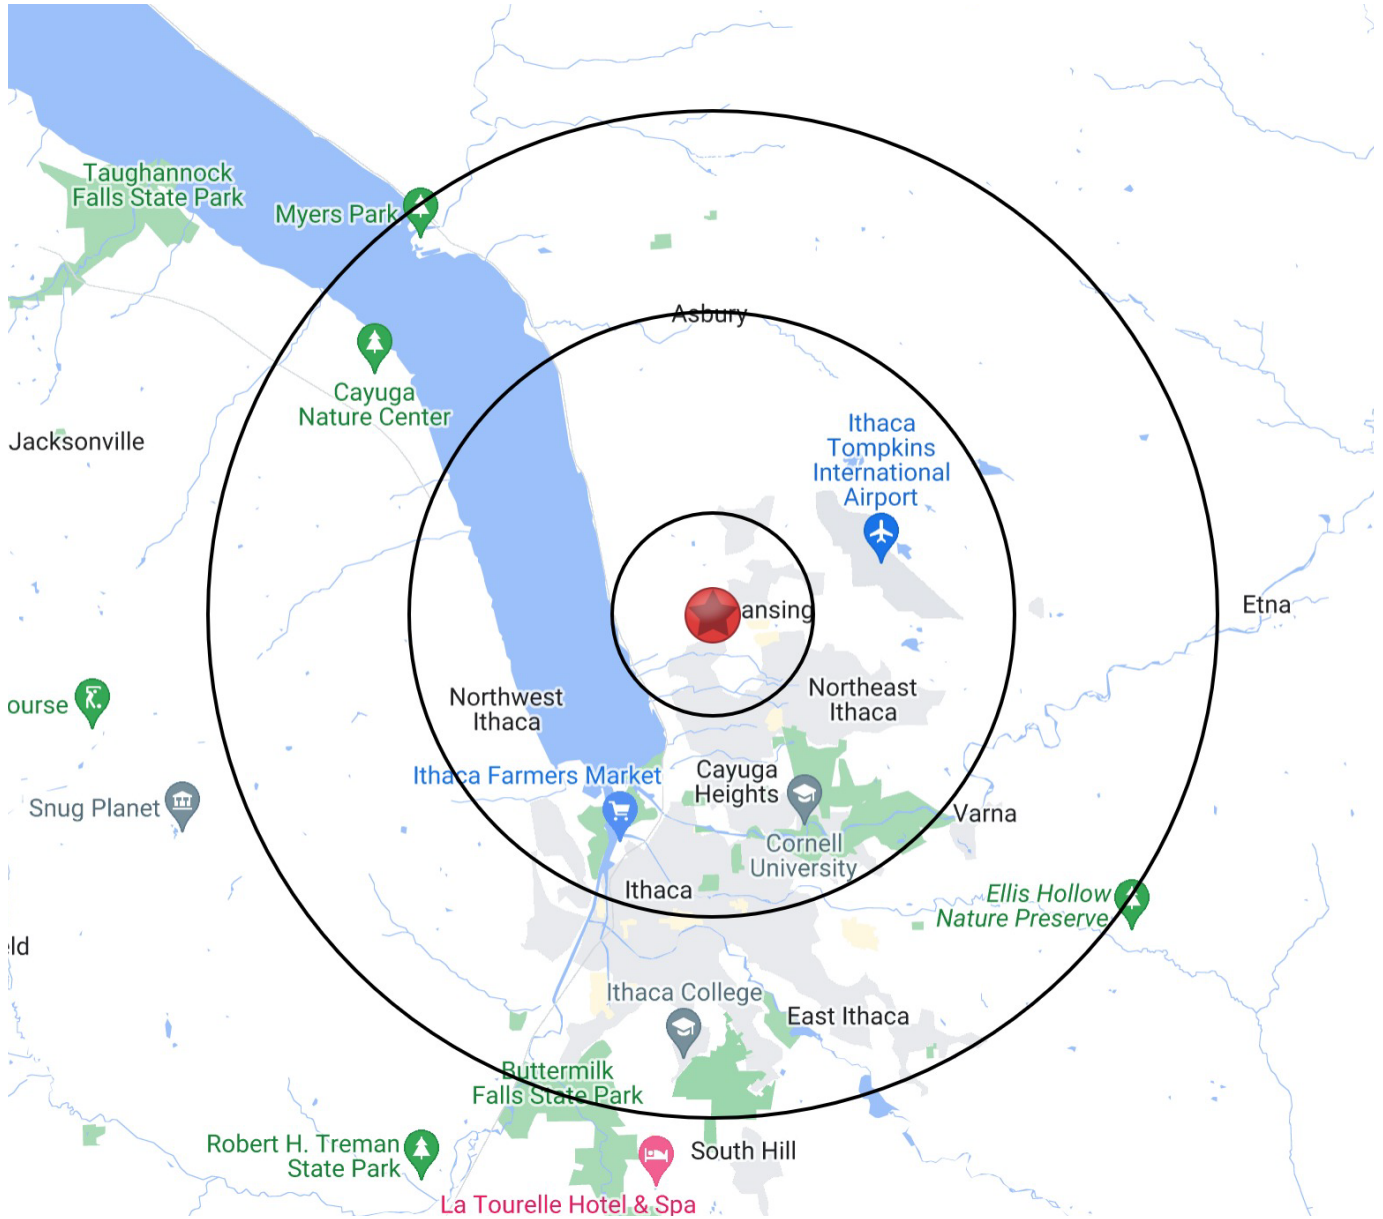 Taughannock
Falls State Park
Myers Park
Asbury
Cayuga
Nature Center
Jacksonville
Ithaca
Tompkins
International
Airport
ansing
Etna
Northwest
Ithaca
Northeast
Ithaca
ourse
Ithaca Farmers Market
Cayuga
Heights
Snug Planet
Varna
Cornell
University
Ithaca
Ellis Hollow
Nature Preserve
ld
Ithaca College
East Ithaca
Buttermilk
Falls State Park
Robert H. Treman
State Park
South Hill
La Tourelle Hotel & Spa